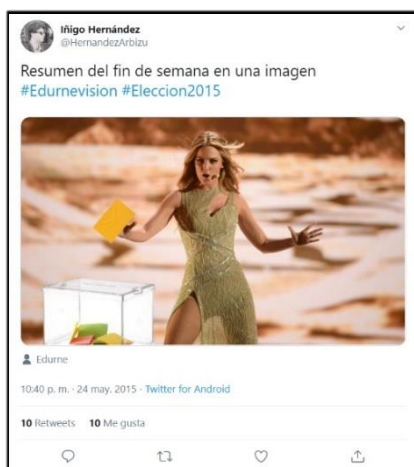 Iñigo Hernández
@HernandezArbizu
Resumen del fin de semana en una imagen
#Edurnevision #Eleccion2015
Edurne
10:40 p. m. · 24 may. 2015 · Twitter for Android
10 Retweets 10 Me gusta